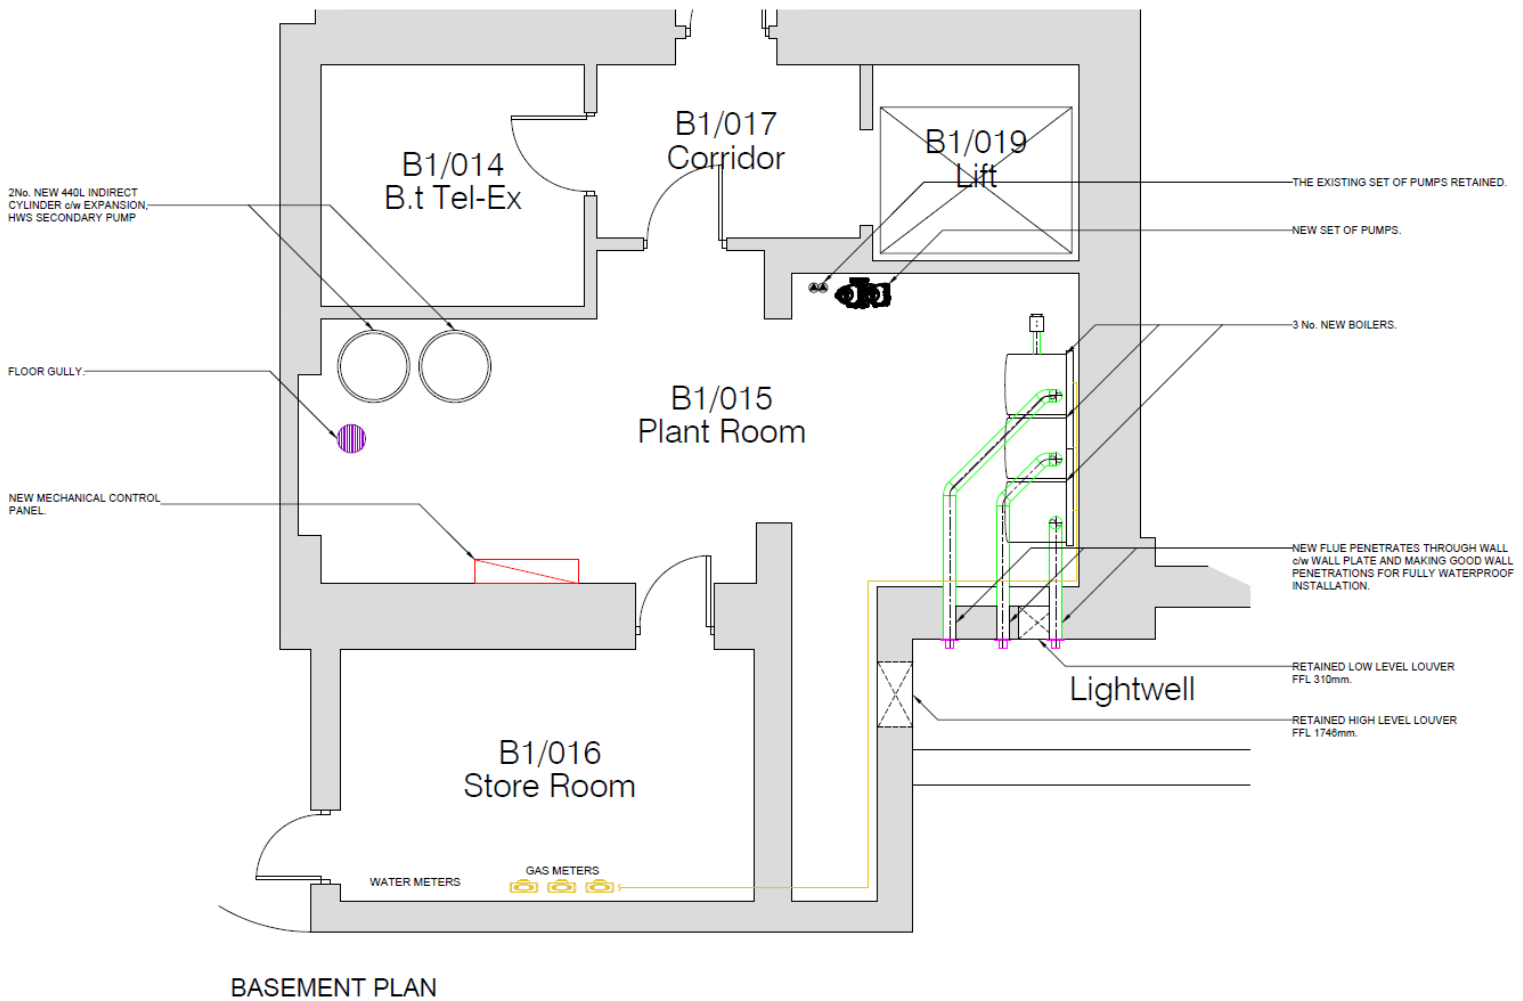 B1/017
Corridor
B1/019
Lift
B1/014
B.t Tel-Ex
2No. NEW 440L INDIRECT
CYLINDER c/w EXPANSION,
HWS SECONDARY PUMP
THE EXISTING SET OF PUMPS RETAINED.
NEW SET OF PUMPS.
3 No. NEW BOILERS.
FLOOR GULLY.
B1/015
Plant Room
NEW MECHANICAL CONTROL
PANEL.
NEW FLUE PENETRATES THROUGH WALL
c/w WALL PLATE AND MAKING GOOD WALL
PENETRATIONS FOR FULLY WATERPROOF
INSTALLATION.
RETAINED LOW LEVEL LOUVER
FFL 310mm.
Lightwell
RETAINED HIGH LEVEL LOUVER
FFL 1746mm.
B1/016
Store Room
WATER METERS
GAS METERS
BASEMENT PLAN